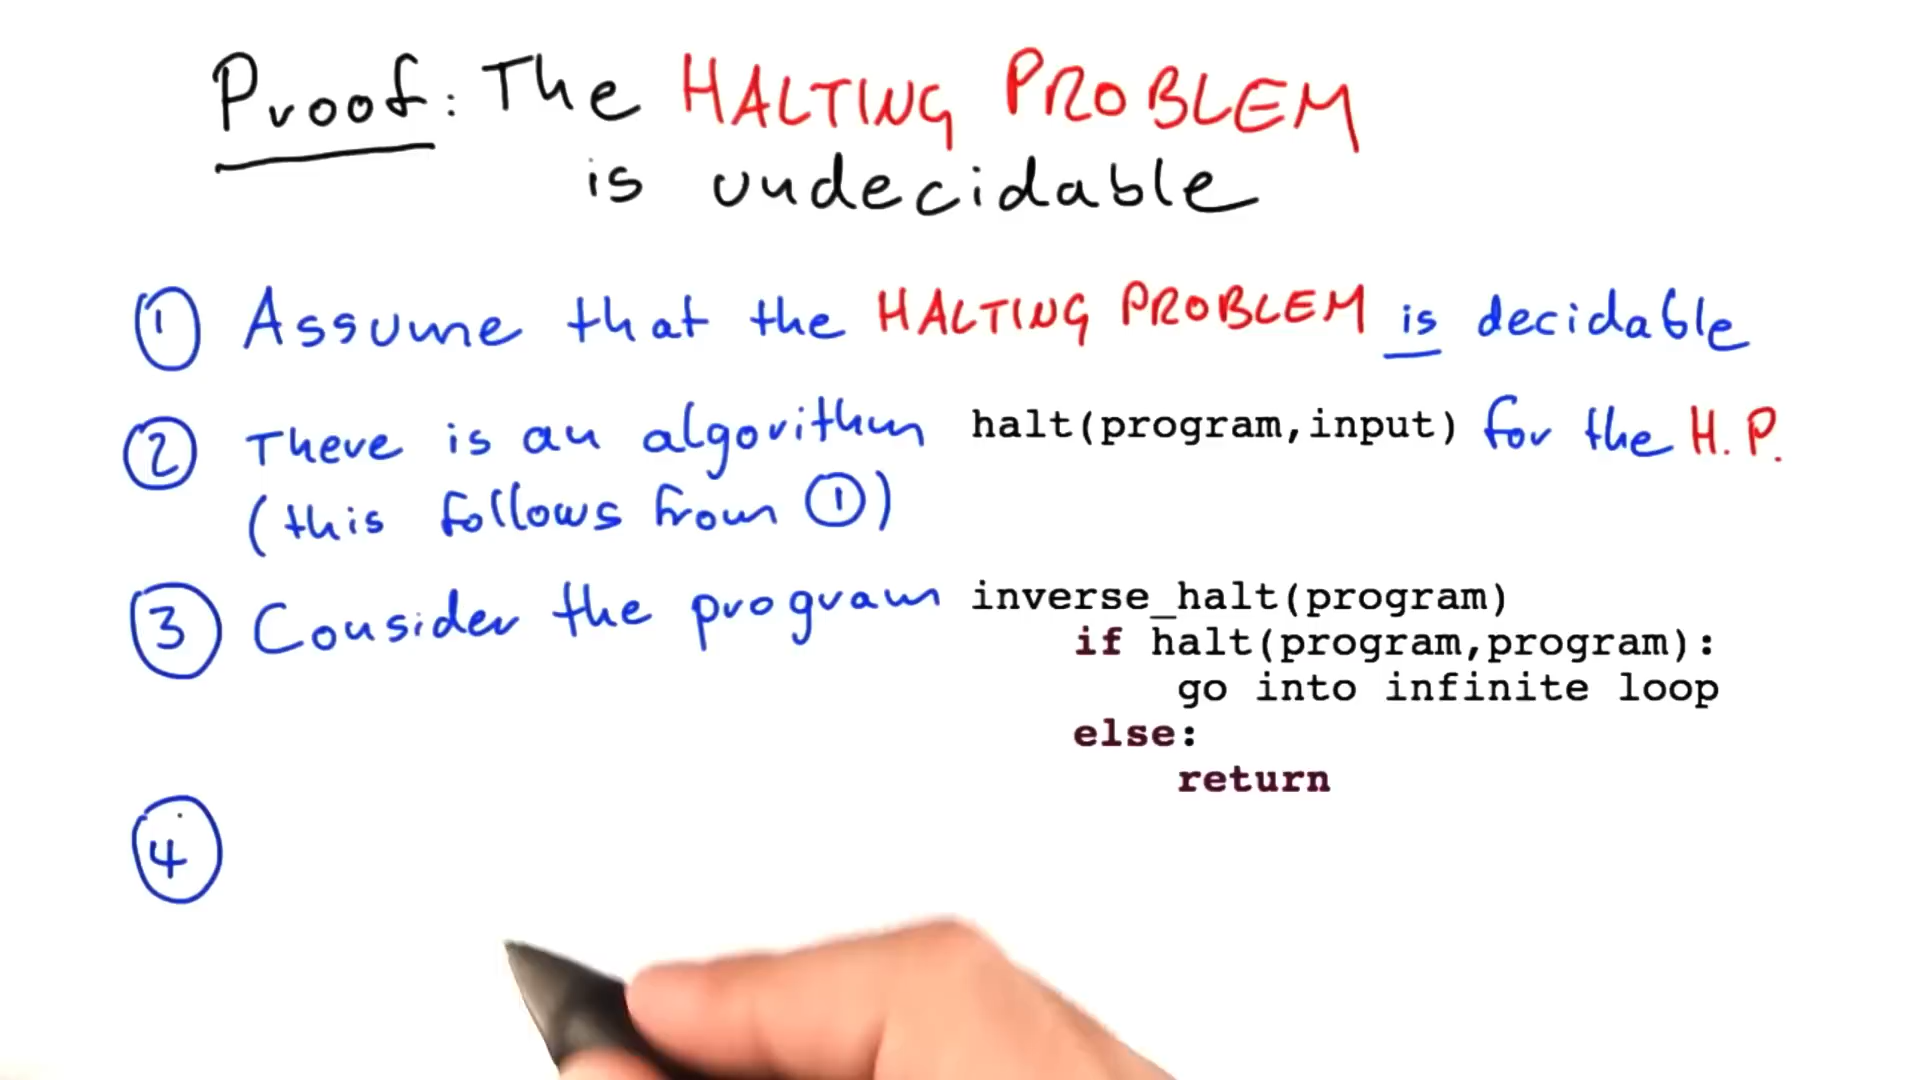 Proof: The HALTING PROBLEM
is undecidable
① Assume that the HALTING PROBLEM is decidable
② There is an algorithm halt(program,input) for the H.P.
(this follows from ①)
③ Consider the program inverse_halt(program)
if halt(program,program):
go into infinite loop
else:
return
④